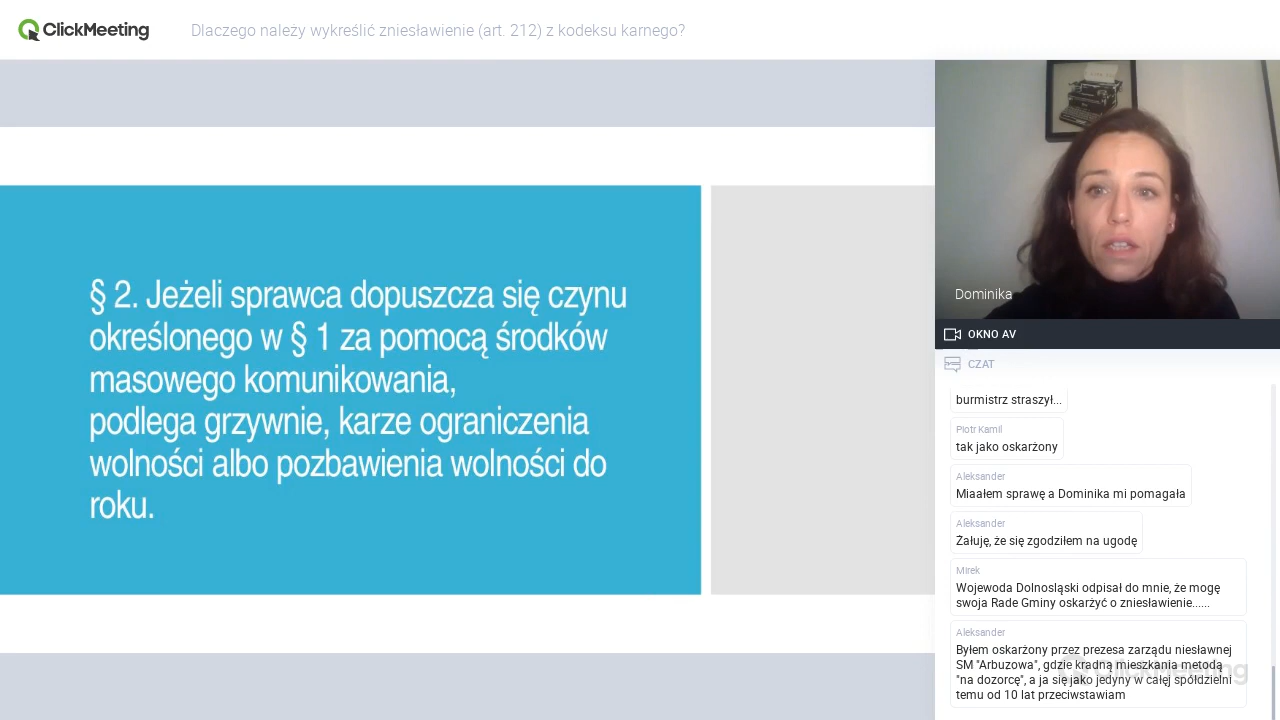 ClickMeeting
Dlaczego należy wykreślić zniesławienie (art. 212) z kodeksu karnego?
§ 2. Jeżeli sprawca dopuszcza się czynu
określonego w § 1 za pomocą środków
masowego komunikowania,
podlega grzywnie, karze ograniczenia
wolności albo pozbawienia wolności do
roku.
Dominika
OKNO AV
CZAT
burmistrz straszył...
Piotr Kamil
tak jako oskarżony
Aleksander
Miaałem sprawę a Dominika mi pomagała
Aleksander
Żałuję, że się zgodziłem na ugodę
Mirek
Wojewoda Dolnosląski odpisał do mnie, że mogę
swoja Rade Gminy oskarżyć o zniesławienie......
Aleksander
Byłem oskarżony przez prezesa zarządu niesławnej
SM "Arbuzowa", gdzie kradną mieszkania metodą
"na dozorcę", a ja się jako jedyny w całej spółdzielni
temu od 10 lat przeciwstawiam
ClickMeeting